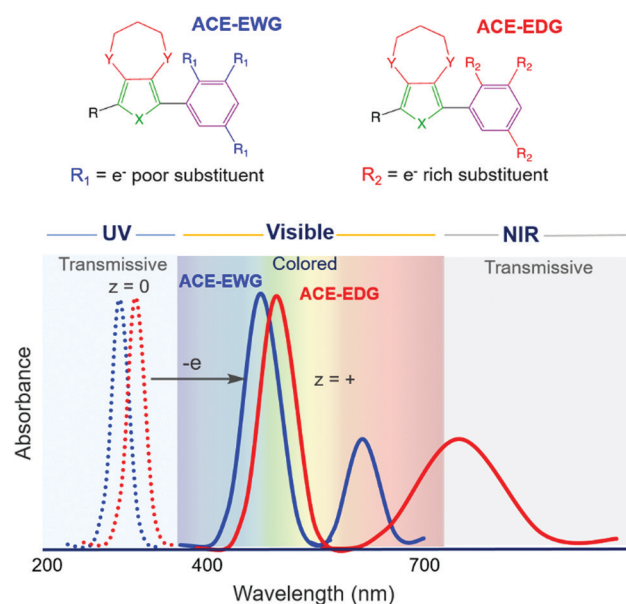 ACE-EWG
ACE-EDG
Y Y
R₁ R₁
R X
R₁
Y Y
R₂ R₂
R X
R₂
R₁ = e⁻ poor substituent
R₂ = e⁻ rich substituent
UV Visible NIR
Transmissive Colored Transmissive
z = 0
ACE-EWG
ACE-EDG
-e
z = +
Absorbance
200 400 700
Wavelength (nm)